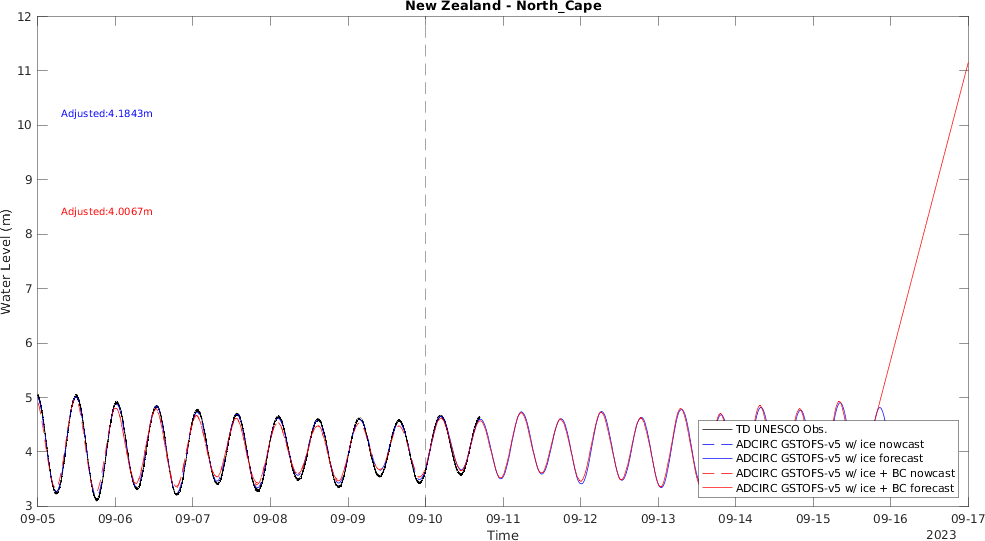 New Zealand - North_Cape
12
11
10
9
8
7
6
5
4
3
Water Level (m)
Adjusted:4.1843m
Adjusted:4.0067m
TD UNESCO Obs.
ADCIRC GSTOFS-v5 w/ ice nowcast
ADCIRC GSTOFS-v5 w/ ice forecast
ADCIRC GSTOFS-v5 w/ ice + BC nowcast
ADCIRC GSTOFS-v5 w/ ice + BC forecast
09-05 09-06 09-07 09-08 09-09 09-10 09-11 09-12 09-13 09-14 09-15 09-16 09-17
Time
2023